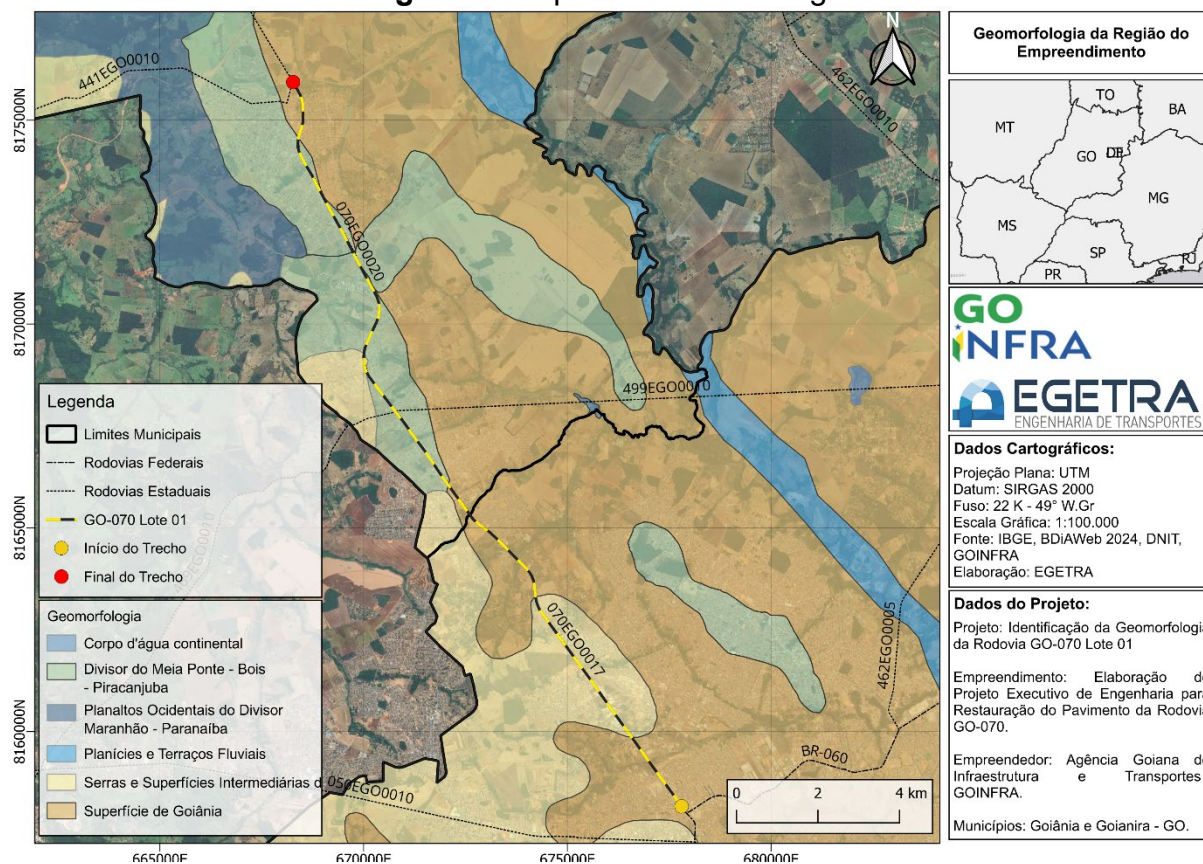 N
441EGO0010
462EGO0010
070EGO0020
499EGO0010
070EGO0017
462EGO0005
BR-060
050EGO0010
8175000N
8170000N
8165000N
8160000N
665000E
670000E
675000E
680000E
0 2 4 km
Legenda
Limites Municipais
Rodovias Federais
Rodovias Estaduais
GO-070 Lote 01
Início do Trecho
Final do Trecho
Geomorfologia
Corpo d'água continental
Divisor do Meia Ponte - Bois
- Piracanjuba
Planaltos Ocidentais do Divisor
Maranhão - Paranaíba
Planícies e Terraços Fluviais
Serras e Superfícies Intermediárias d
Superfície de Goiânia
Geomorfologia da Região do
Empreendimento
TO
MT
BA
GO
MG
MS
SP
PR
RJ
GO
INFRA
EGETRA
ENGENHARIA DE TRANSPORTES
Dados Cartográficos:
Projeção Plana: UTM
Datum: SIRGAS 2000
Fuso: 22 K - 49° W.Gr
Escala Gráfica: 1:100.000
Fonte: IBGE, BDiAWeb 2024, DNIT,
GOINFRA
Elaboração: EGETRA
Dados do Projeto:
Projeto: Identificação da Geomorfologia
da Rodovia GO-070 Lote 01
Empreendimento: Elaboração de
Projeto Executivo de Engenharia para
Restauração do Pavimento da Rodovia
GO-070.
Empreendedor: Agência Goiana de
Infraestrutura e Transportes
GOINFRA.
Municípios: Goiânia e Goianira - GO.